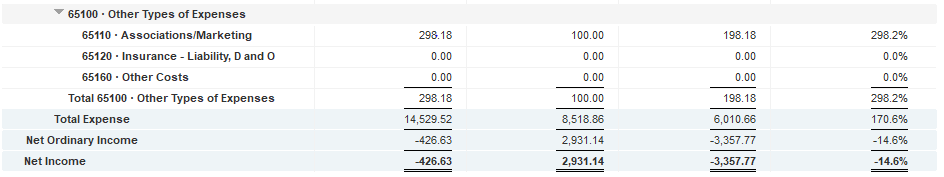 65100 · Other Types of Expenses
65110 · Associations/Marketing 298.18 100.00 198.18 298.2%
65120 · Insurance - Liability, D and O 0.00 0.00 0.00 0.0%
65160 · Other Costs 0.00 0.00 0.00 0.0%
Total 65100 · Other Types of Expenses 298.18 100.00 198.18 298.2%
Total Expense 14,529.52 8,518.86 6,010.66 170.6%
Net Ordinary Income -426.63 2,931.14 -3,357.77 -14.6%
Net Income -426.63 2,931.14 -3,357.77 -14.6%